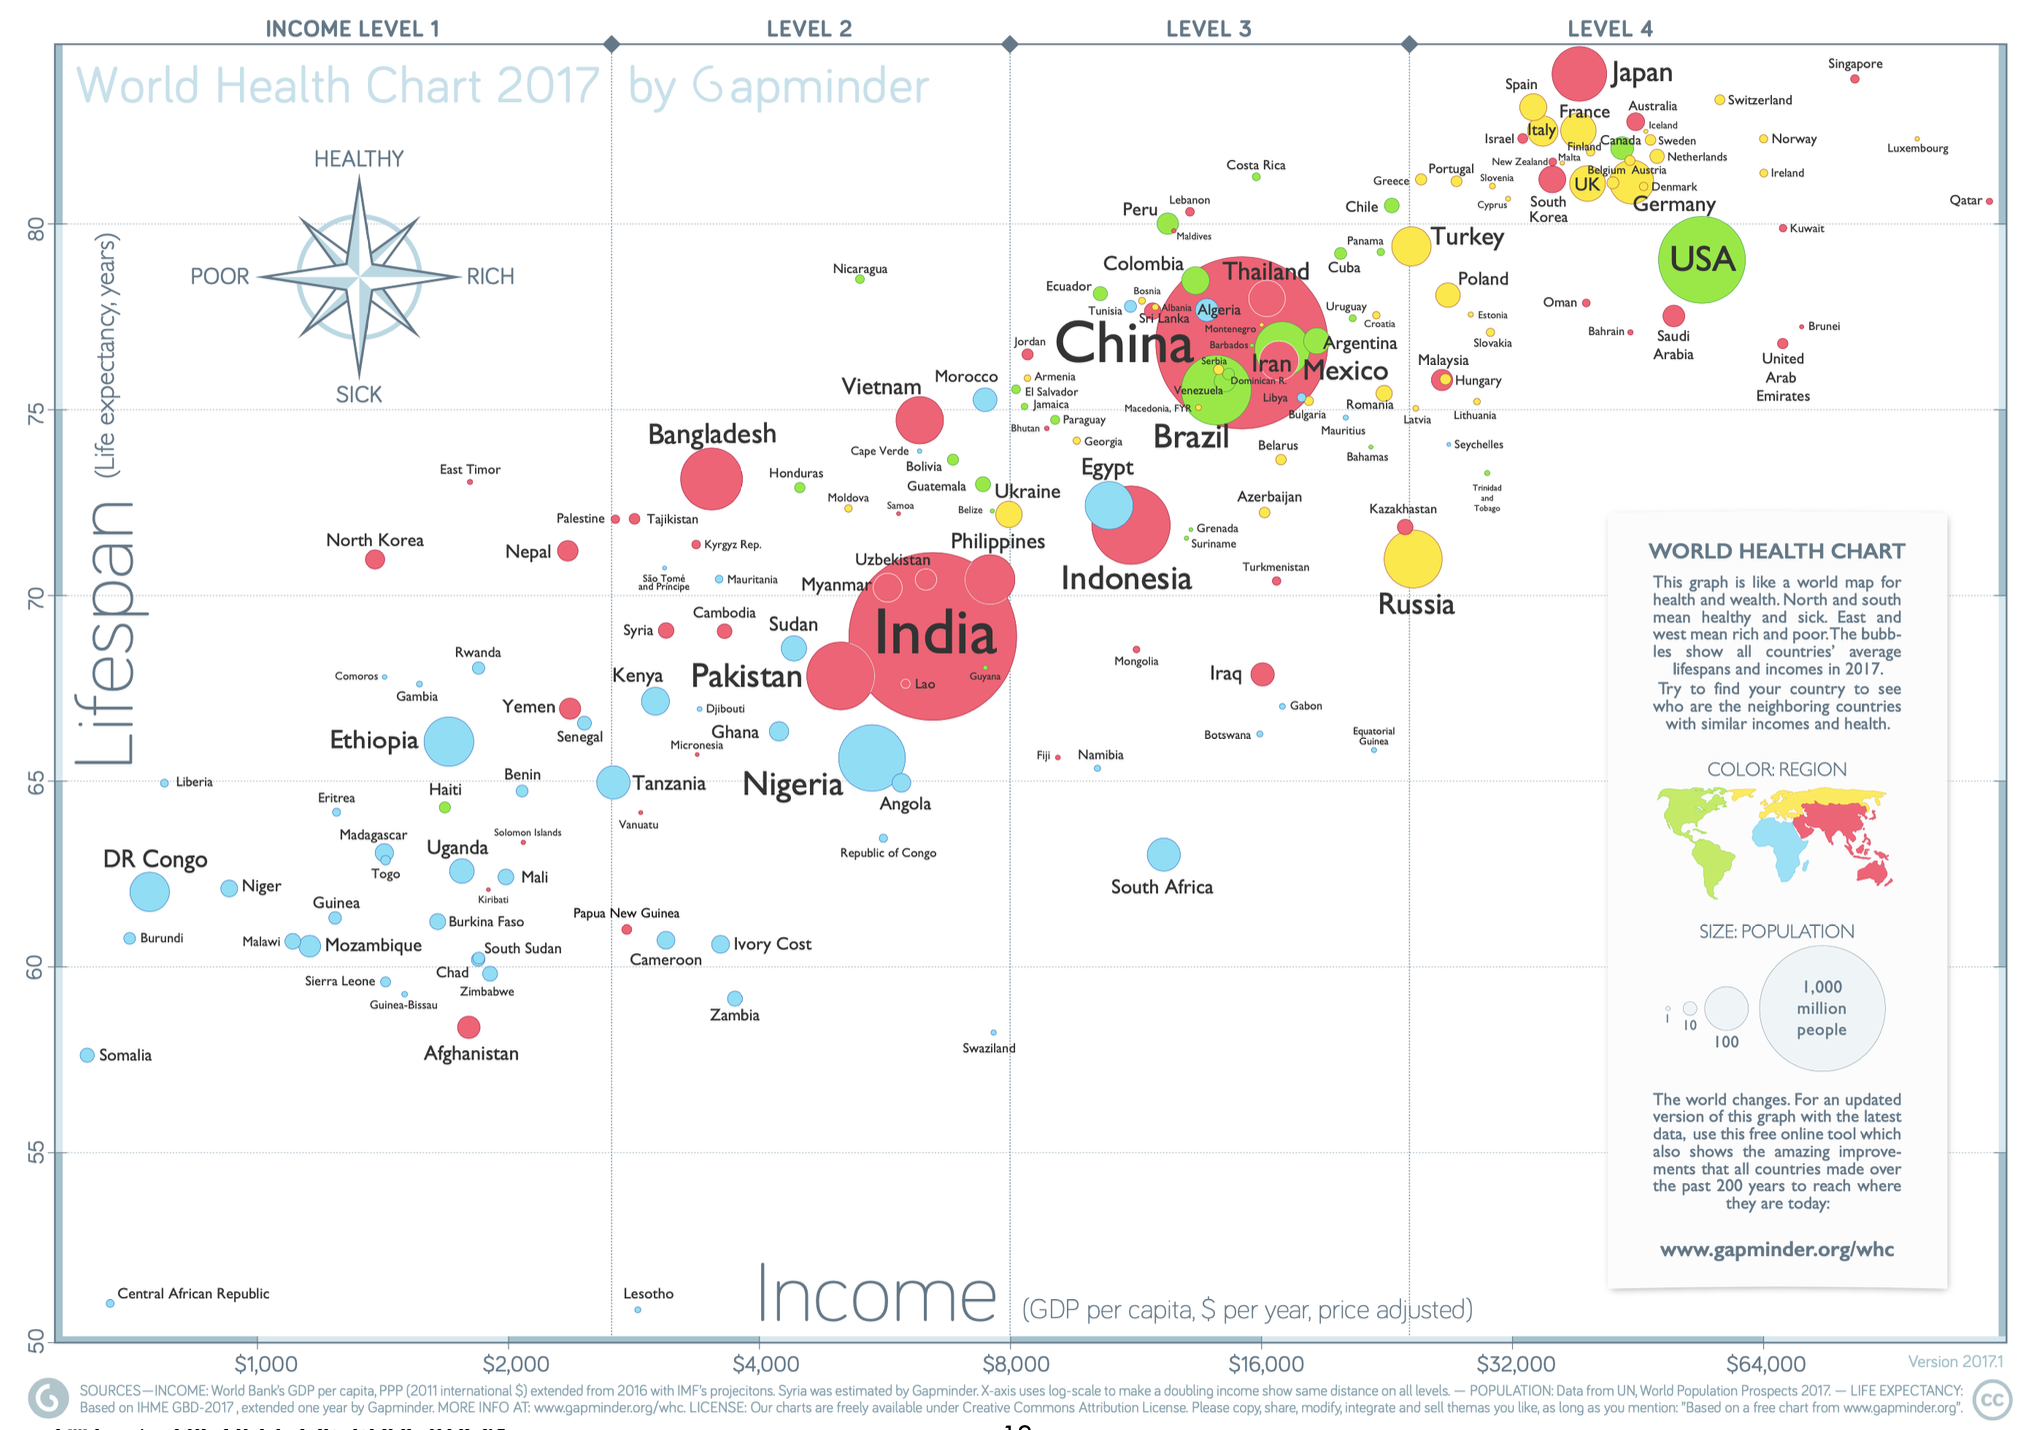 INCOME LEVEL 1
LEVEL 2
LEVEL 3
LEVEL 4
World Health Chart 2017 by Gapminder
HEALTHY
POOR
RICH
SICK
Lifespan (Life expectancy, years)
80
75
70
65
60
55
50
Japan
Singapore
Spain
Switzerland
France
Australia
Italy
Iceland
Israel
Canada
Sweden
Norway
Luxembourg
Finland
New Zealand
Malta
Netherlands
Costa Rica
Portugal
Greece
Slovenia
Belgium
Austria
Ireland
UK
Denmark
Cyprus
South
Korea
Germany
Qatar
Lebanon
Peru
Chile
Maldives
Kuwait
Turkey
Panama
Cuba
USA
Colombia
Thailand
Nicaragua
Ecuador
Bosnia
Poland
Tunisia
Albania
Algeria
Sri Lanka
Uruguay
Croatia
Oman
Estonia
Montenegro
Bahrain
Brunei
Slovakia
Saudi
Arabia
China
Jordan
Barbados
Argentina
Serbia
Iran
Mexico
Malaysia
United
Arab
Emirates
Vietnam
Morocco
Armenia
El Salvador
Dominican R.
Hungary
Venezuela
Libya
Jamaica
Macedonia, FYR
Bulgaria
Romania
Latvia
Lithuania
Paraguay
Bhutan
Mauritius
Bangladesh
Georgia
Brazil
Belarus
Seychelles
Cape Verde
Bahamas
East Timor
Bolivia
Honduras
Guatemala
Egypt
Trinidad
and
Tobago
Moldova
Samoa
Belize
Ukraine
Azerbaijan
Palestine
Tajikistan
Kazakhstan
Grenada
Suriname
North Korea
Nepal
Kyrgyz Rep.
Philippines
Uzbekistan
São Tomé
and Príncipe
Mauritania
Myanmar
Indonesia
Turkmenistan
Russia
Cambodia
Syria
Sudan
India
Rwanda
Mongolia
Comoros
Gambia
Kenya
Pakistan
Lao
Guyana
Iraq
Yemen
Djibouti
Gabon
Senegal
Ghana
Botswana
Equatorial
Guinea
Ethiopia
Micronesia
Fiji
Namibia
Liberia
Benin
Tanzania
Nigeria
Angola
Haiti
Eritrea
Vanuatu
Madagascar
Solomon Islands
Republic of Congo
DR Congo
Uganda
Togo
Mali
South Africa
Niger
Kiribati
Guinea
Burkina Faso
Papua New Guinea
Burundi
Malawi
Mozambique
South Sudan
Cameroon
Ivory Cost
Chad
Sierra Leone
Zimbabwe
Guinea-Bissau
Zambia
Afghanistan
Swaziland
Somalia
Central African Republic
Lesotho
WORLD HEALTH CHART
This graph is like a world map for
health and wealth. North and south
mean healthy and sick. East and
west mean rich and poor. The bubb-
les show all countries' average
lifespans and incomes in 2017.
Try to find your country to see
who are the neighboring countries
with similar incomes and health.
COLOR: REGION
SIZE: POPULATION
1
10
100
1,000
million
people
The world changes. For an updated
version of this graph with the latest
data, use this free online tool which
also shows the amazing improve-
ments that all countries made over
the past 200 years to reach where
they are today:
www.gapminder.org/whc
Income (GDP per capita, $ per year, price adjusted)
$1,000
$2,000
$4,000
$8,000
$16,000
$32,000
$64,000
Version 2017.1
SOURCES—INCOME: World Bank's GDP per capita, PPP (2011 international $) extended from 2016 with IMF's projecitons. Syria was estimated by Gapminder. X-axis uses log-scale to make a doubling income show same distance on all levels. — POPULATION: Data from UN, World Population Prospects 2017. — LIFE EXPECTANCY:
Based on IHME GBD-2017, extended one year by Gapminder. MORE INFO AT: www.gapminder.org/whc. LICENSE: Our charts are freely available under Creative Commons Attribution License. Please copy, share, modify, integrate and sell themas you like, as long as you mention: "Based on a free chart from www.gapminder.org".
cc